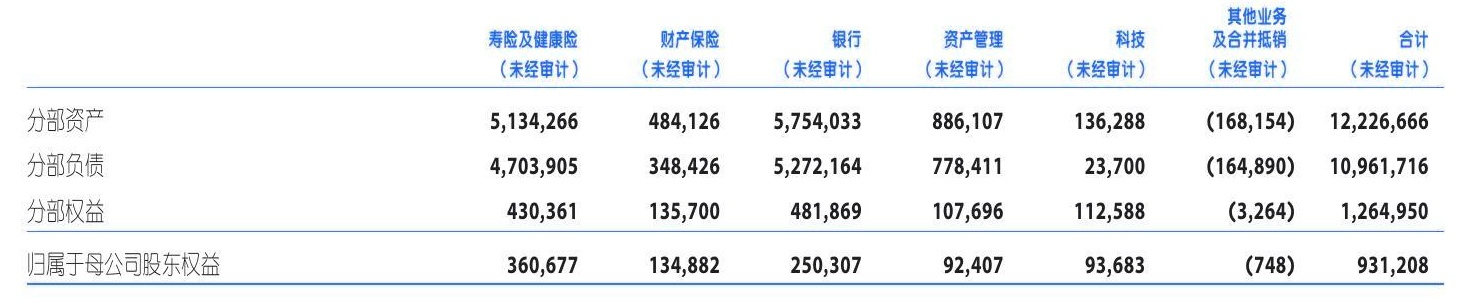 其他业务
寿险及健康险 财产保险 银行 资产管理 科技 及合并抵销 合计
（未经审计） （未经审计） （未经审计） （未经审计） （未经审计） （未经审计） （未经审计）
分部资产 5,134,266 484,126 5,754,033 886,107 136,288 (168,154) 12,226,666
分部负债 4,703,905 348,426 5,272,164 778,411 23,700 (164,890) 10,961,716
分部权益 430,361 135,700 481,869 107,696 112,588 (3,264) 1,264,950
归属于母公司股东权益 360,677 134,882 250,307 92,407 93,683 (748) 931,208